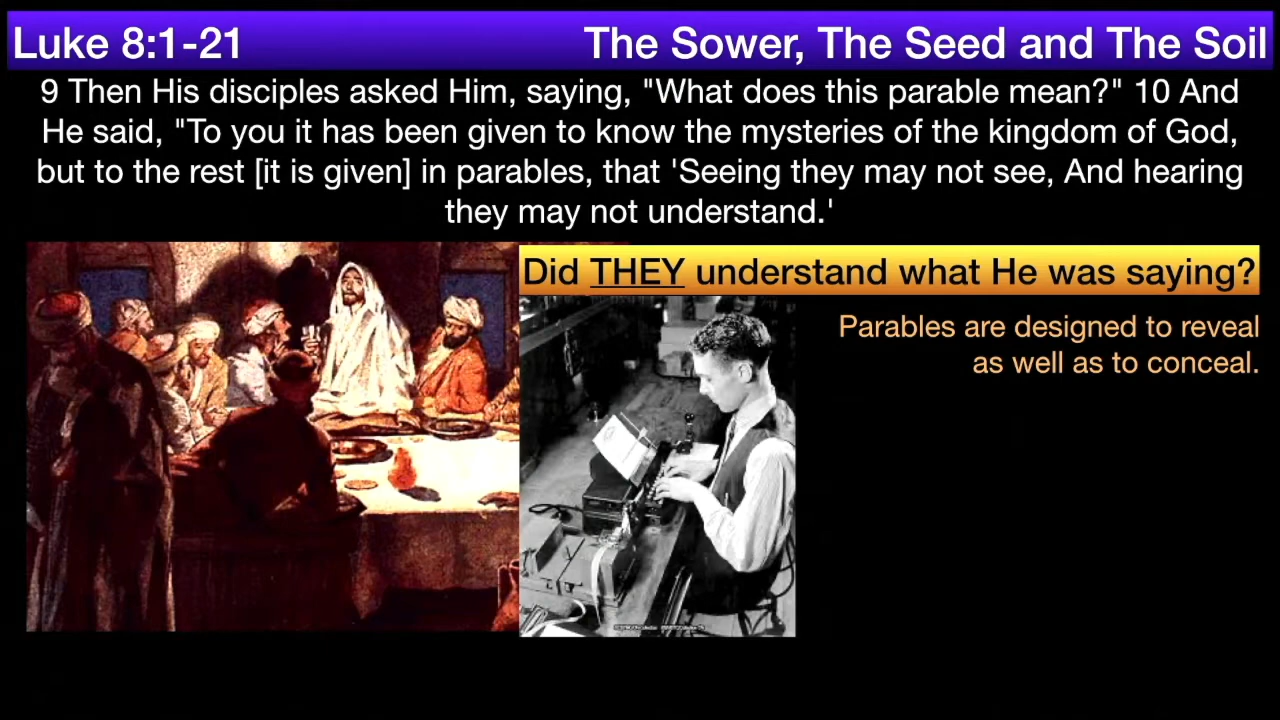 Luke 8:1-21 The Sower, The Seed and The Soil
9 Then His disciples asked Him, saying, "What does this parable mean?" 10 And
He said, "To you it has been given to know the mysteries of the kingdom of God,
but to the rest [it is given] in parables, that 'Seeing they may not see, And hearing
they may not understand.'
Did THEY understand what He was saying?
Parables are designed to reveal
as well as to conceal.